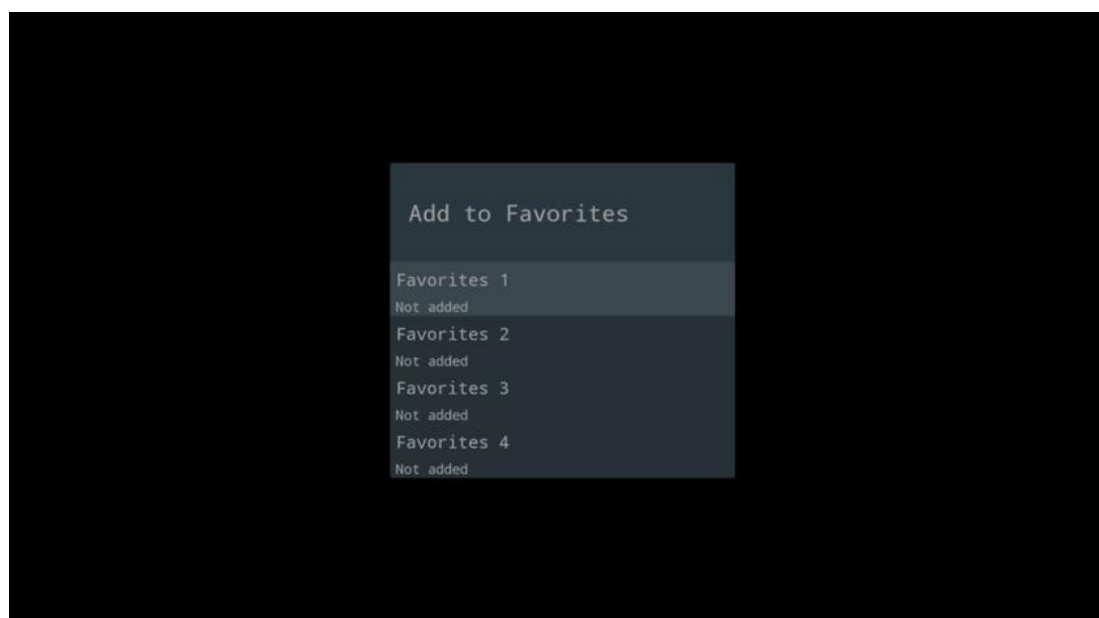 Add to Favorites
Favorites 1
Not added
Favorites 2
Not added
Favorites 3
Not added
Favorites 4
Not added